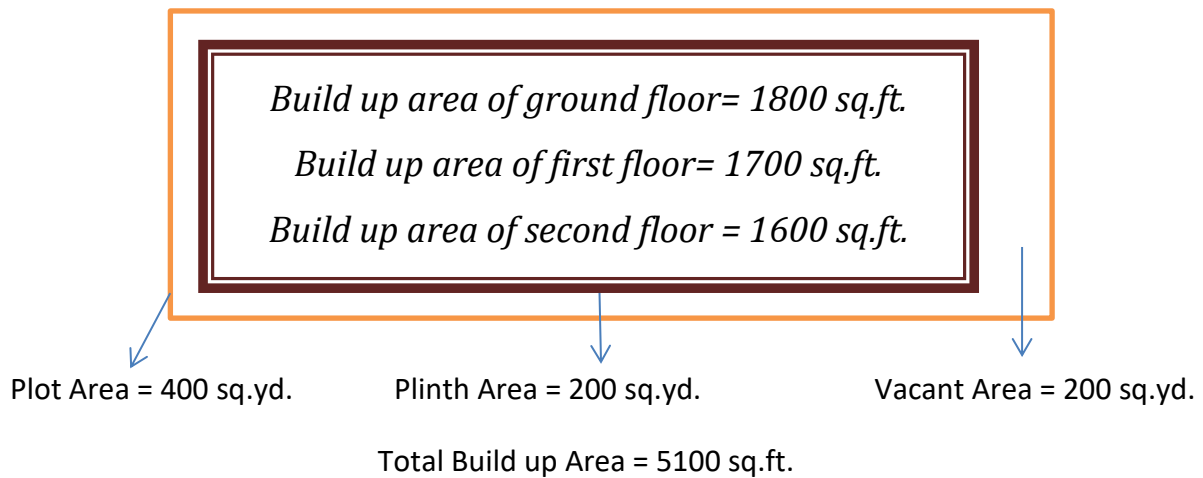 Build up area of ground floor= 1800 sq.ft.
Build up area of first floor= 1700 sq.ft.
Build up area of second floor = 1600 sq.ft.
Plot Area = 400 sq.yd.
Plinth Area = 200 sq.yd.
Vacant Area = 200 sq.yd.
Total Build up Area = 5100 sq.ft.